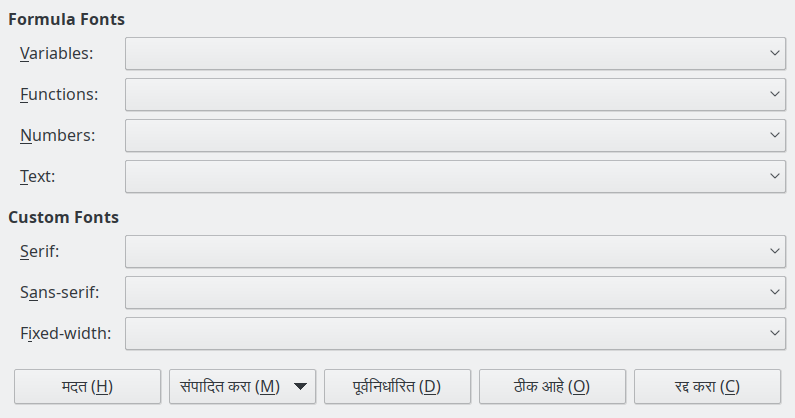 Formula Fonts
Variables:
Functions:
Numbers:
Text:
Custom Fonts
Serif:
Sans-serif:
Fixed-width:
मदत (H) संपादित करा (M) पूर्वनिर्धारित (D) ठीक आहे (O) रद्द करा (C)